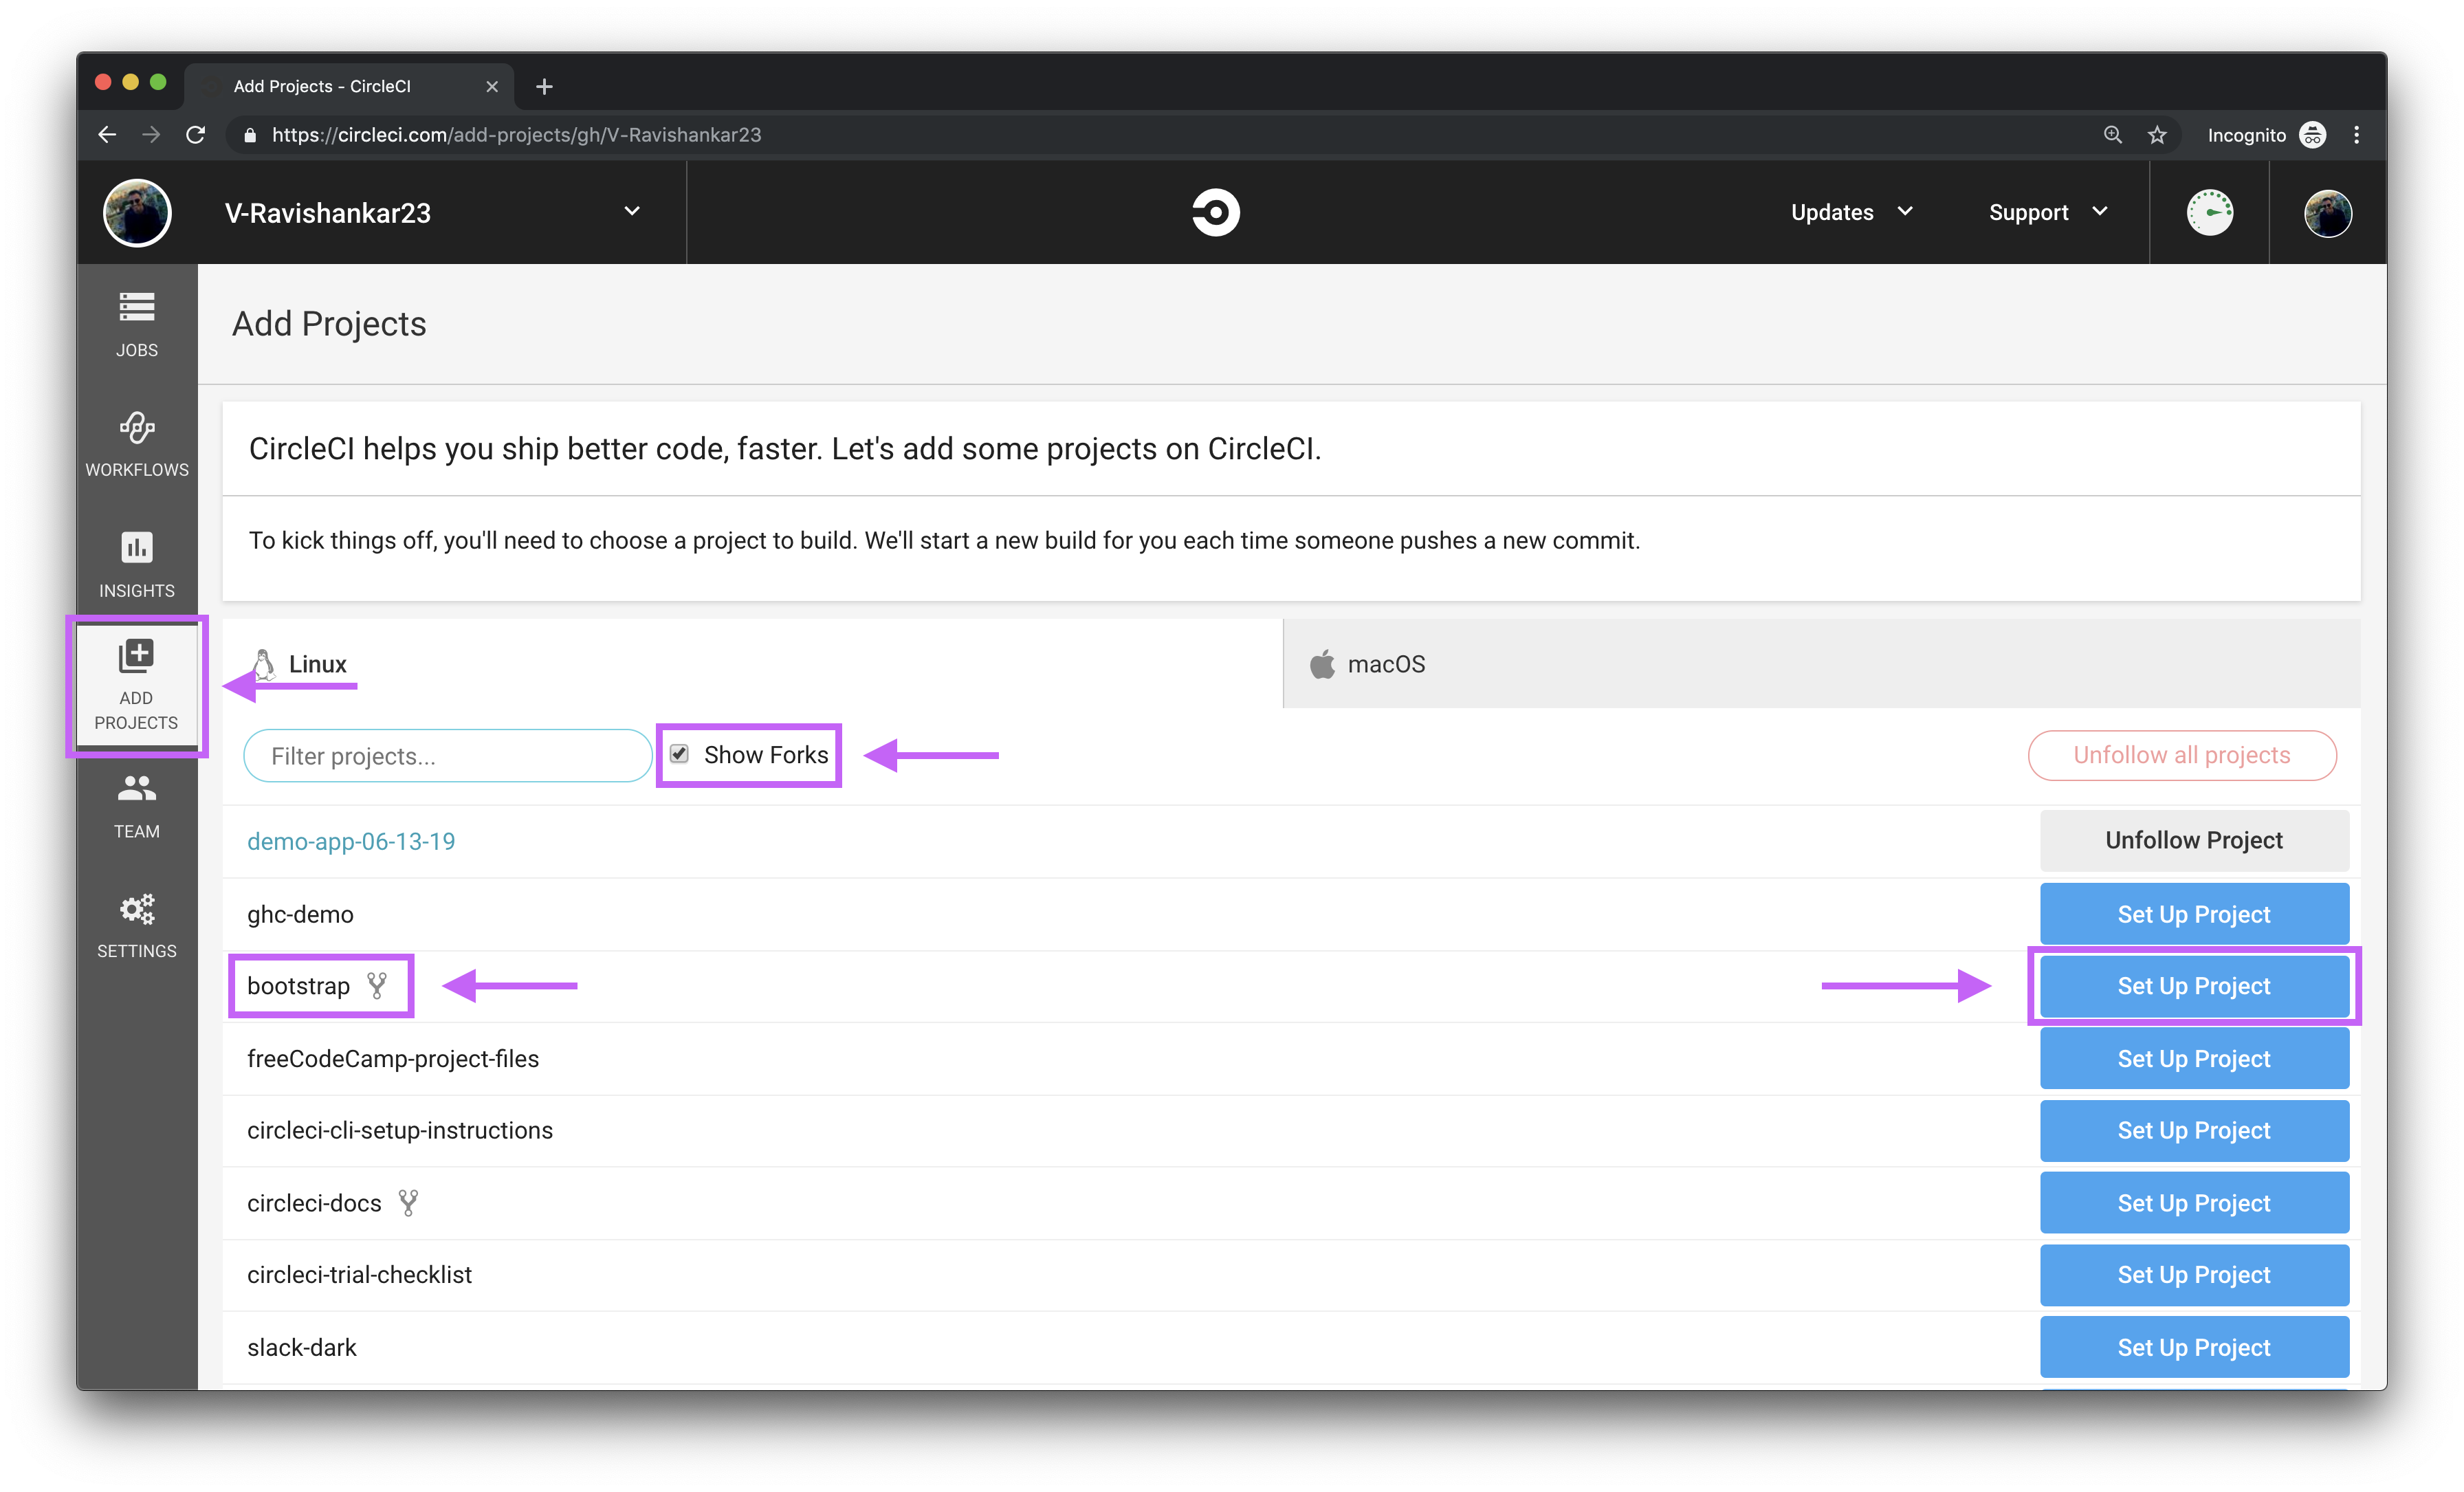 Add Projects - CircleCI
https://circleci.com/add-projects/gh/V-Ravishankar23
Incognito
V-Ravishankar23
Updates
Support
JOBS
WORKFLOWS
INSIGHTS
ADD
PROJECTS
TEAM
SETTINGS
Add Projects
CircleCI helps you ship better code, faster. Let's add some projects on CircleCI.
To kick things off, you'll need to choose a project to build. We'll start a new build for you each time someone pushes a new commit.
Linux
macOS
Filter projects...
Show Forks
Unfollow all projects
demo-app-06-13-19
Unfollow Project
ghc-demo
Set Up Project
bootstrap
Set Up Project
freeCodeCamp-project-files
Set Up Project
circleci-cli-setup-instructions
Set Up Project
circleci-docs
Set Up Project
circleci-trial-checklist
Set Up Project
slack-dark
Set Up Project